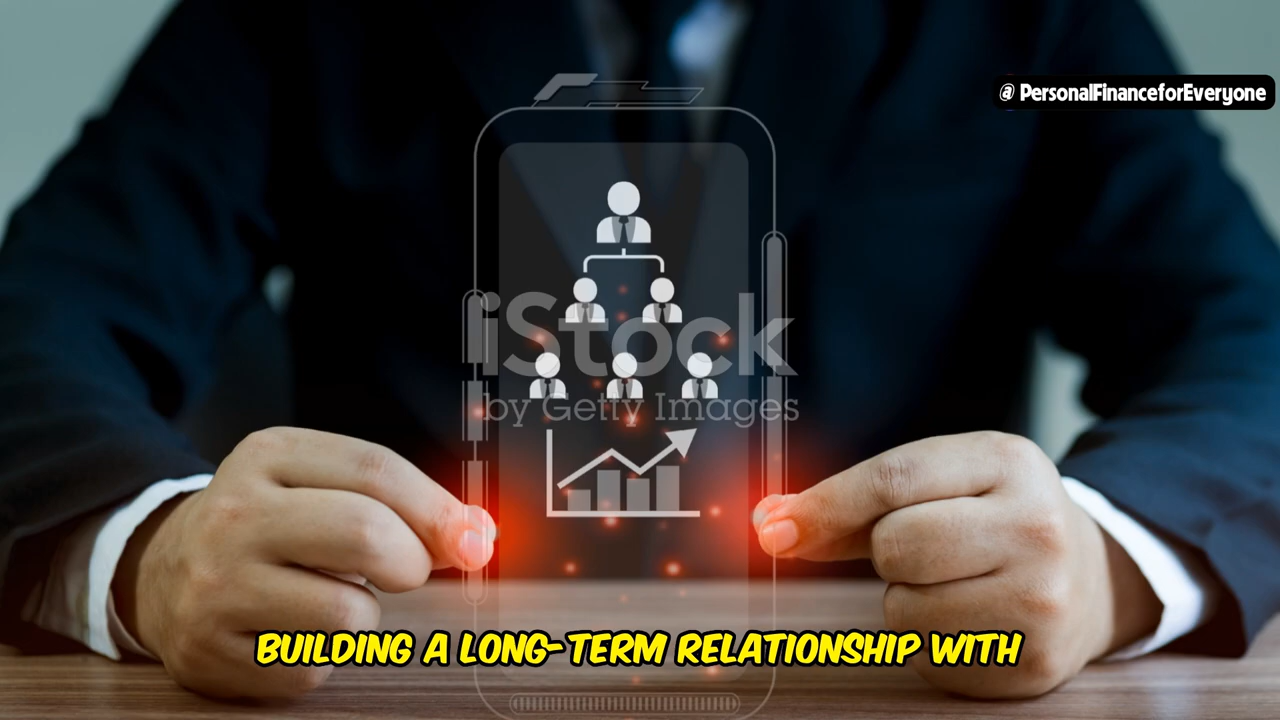 @ PersonalFinanceforEveryone
iStock
by Getty Images
BUILDING A LONG-TERM RELATIONSHIP WITH